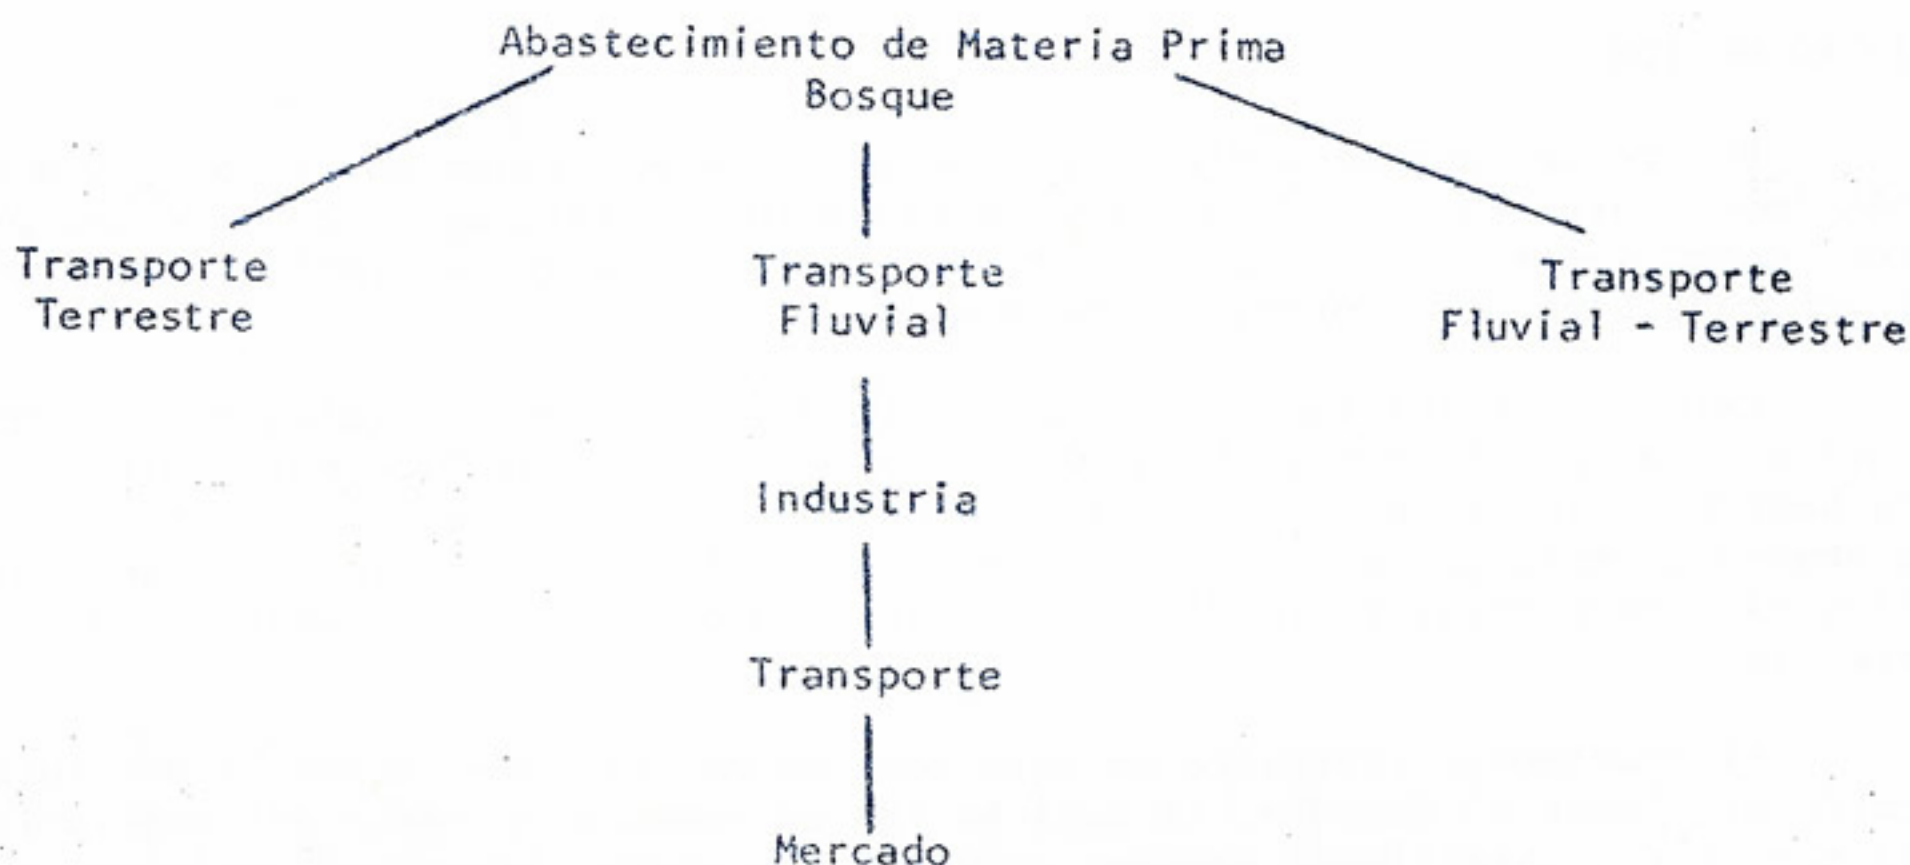 Abastecimiento de Materia Prima
Bosque
Transporte
Terrestre
Transporte
Fluvial
Transporte
Fluvial - Terrestre
Industria
Transporte
Mercado